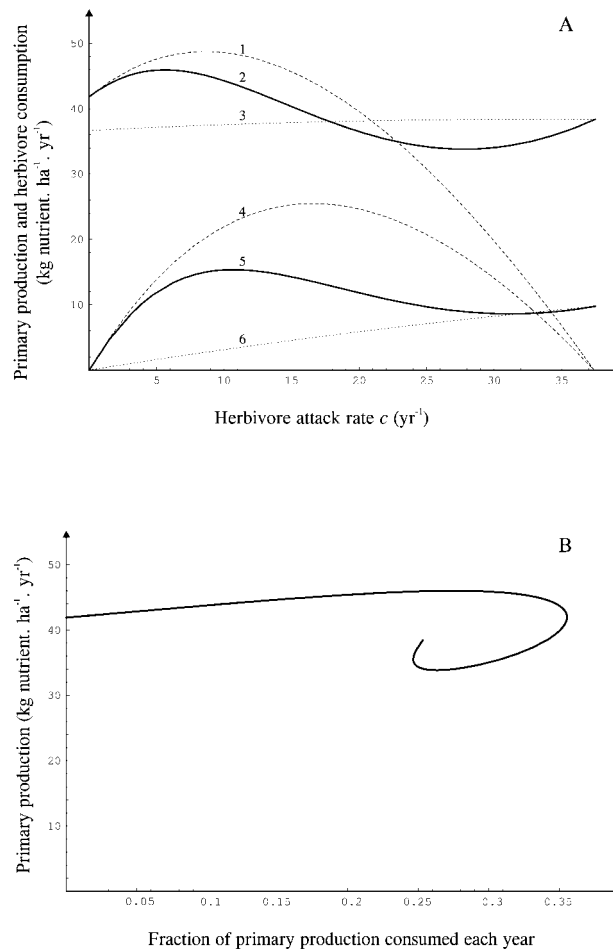 A
Primary production and herbivore consumption
(kg nutrient. ha⁻¹. yr⁻¹)
50
40
30
20
10
0
1
2
3
4
5
6
5 10 15 20 25 30 35
Herbivore attack rate c (yr⁻¹)
B
Primary production (kg nutrient. ha⁻¹. yr⁻¹)
50
40
30
20
10
0.05 0.1 0.15 0.2 0.25 0.3 0.35
Fraction of primary production consumed each year